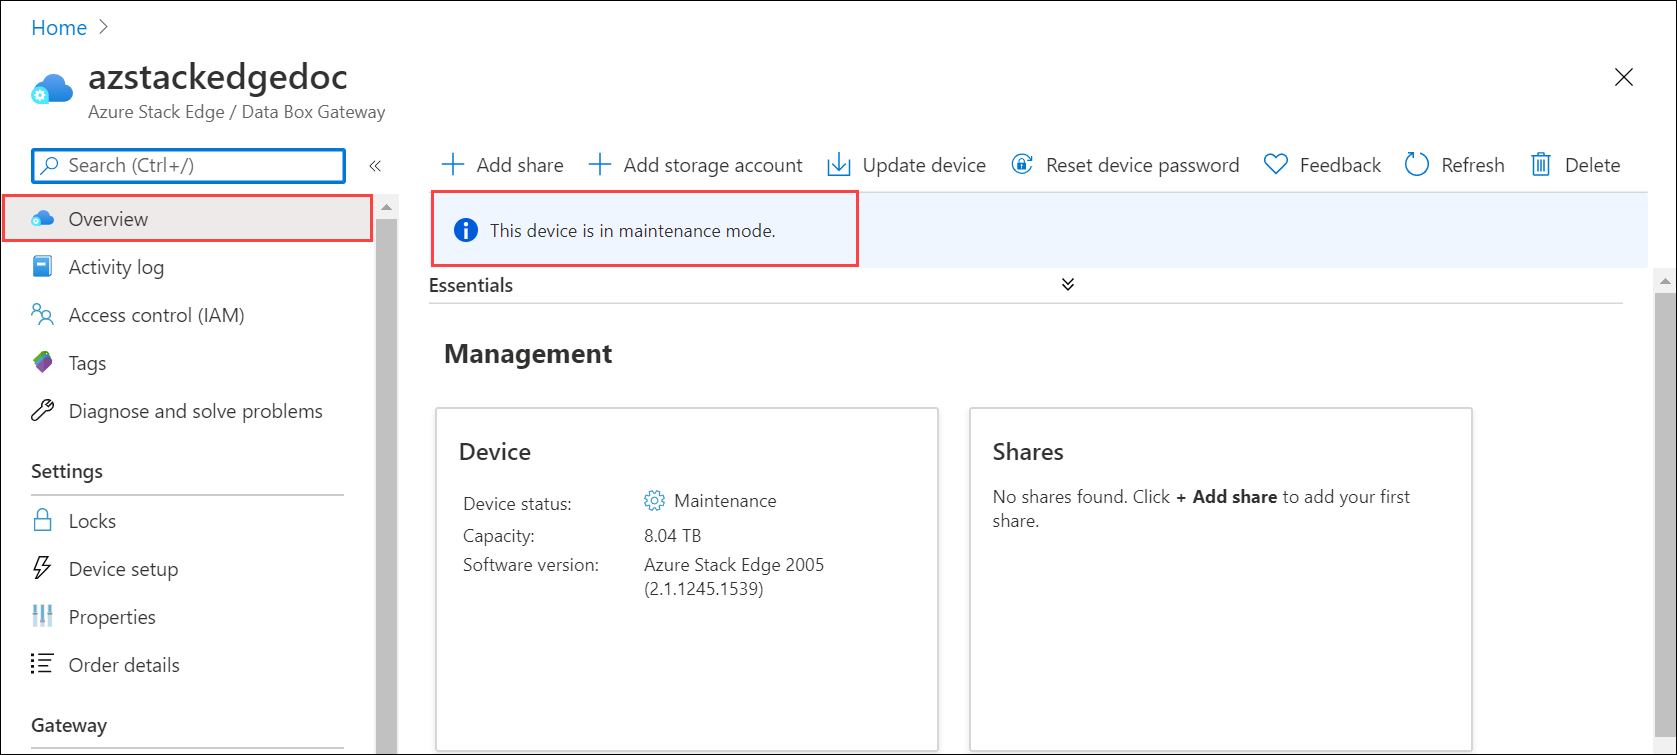 Home
azstackedgedoc
Azure Stack Edge / Data Box Gateway
Search (Ctrl+/)
Overview
Activity log
Access control (IAM)
Tags
Diagnose and solve problems
Settings
Locks
Device setup
Properties
Order details
Gateway
Add share
Add storage account
Update device
Reset device password
Feedback
Refresh
Delete
This device is in maintenance mode.
Essentials
Management
Device
Device status: Maintenance
Capacity: 8.04 TB
Software version: Azure Stack Edge 2005
(2.1.1245.1539)
Shares
No shares found. Click + Add share to add your first
share.